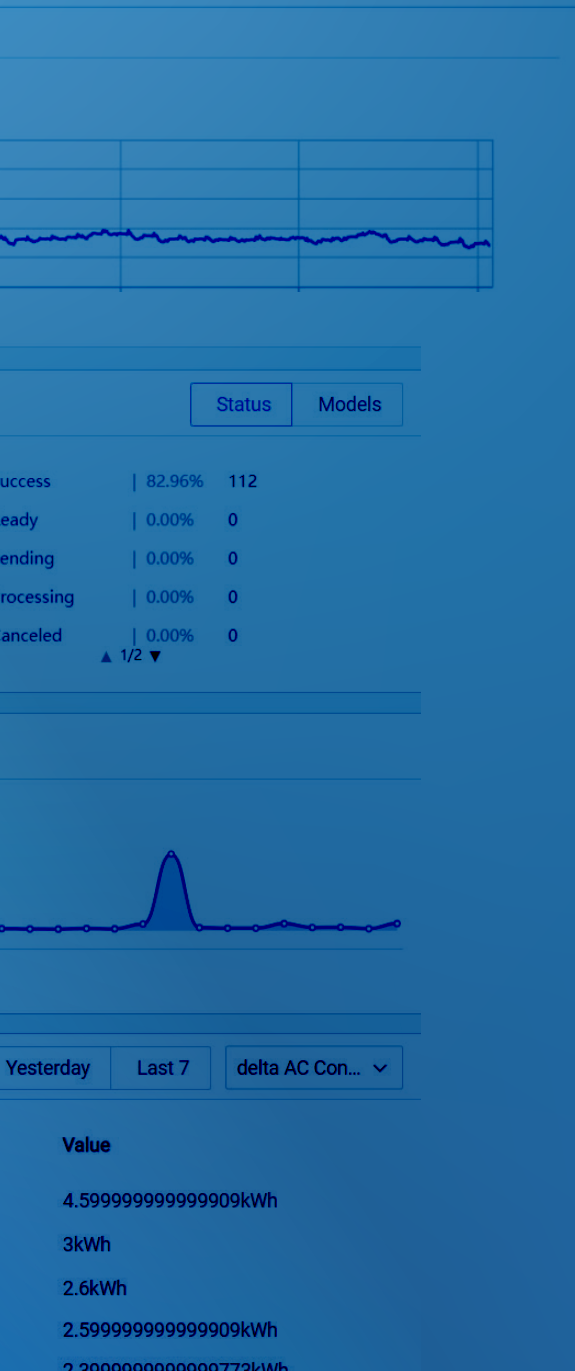 Status Models
uccess | 82.96% 112
eady | 0.00% 0
ending | 0.00% 0
rocessing | 0.00% 0
anceled | 0.00% 0
▲ 1/2 ▼
Yesterday Last 7 delta AC Con...
Value
4.599999999999909kWh
3kWh
2.6kWh
2.599999999999909kWh